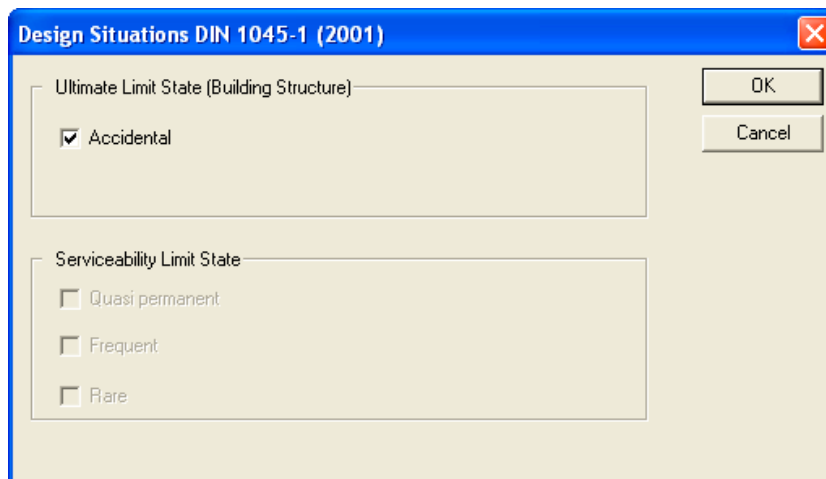 Design Situations DIN 1045-1 (2001)
Ultimate Limit State (Building Structure)
OK
Accidental
Cancel
Serviceability Limit State
Quasi permanent
Frequent
Rare